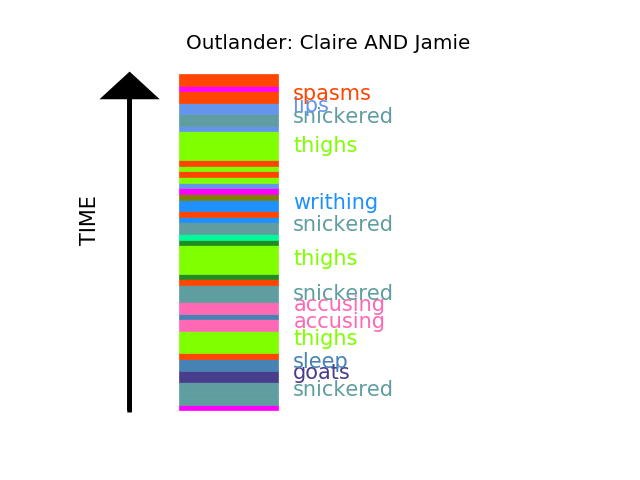 Outlander: Claire AND Jamie
spasms
lips
snickered
thighs
writhing
snickered
thighs
snickered
accusing
accusing
thighs
sleep
goats
snickered
TIME